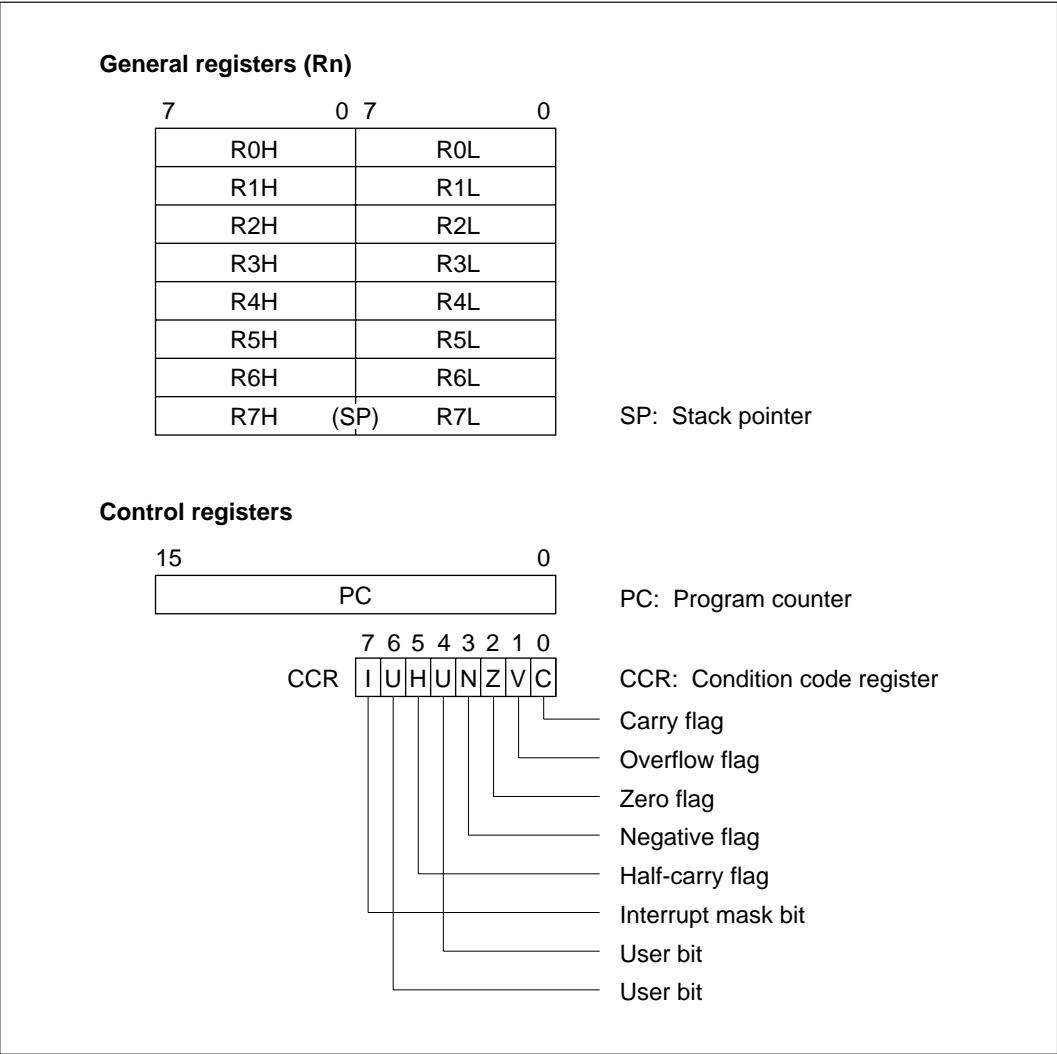 General registers (Rn)
7 0 7 0
R0H R0L
R1H R1L
R2H R2L
R3H R3L
R4H R4L
R5H R5L
R6H R6L
R7H (SP) R7L SP: Stack pointer
Control registers
15 0
PC PC: Program counter
7 6 5 4 3 2 1 0
CCR I U H U N Z V C CCR: Condition code register
Carry flag
Overflow flag
Zero flag
Negative flag
Half-carry flag
Interrupt mask bit
User bit
User bit